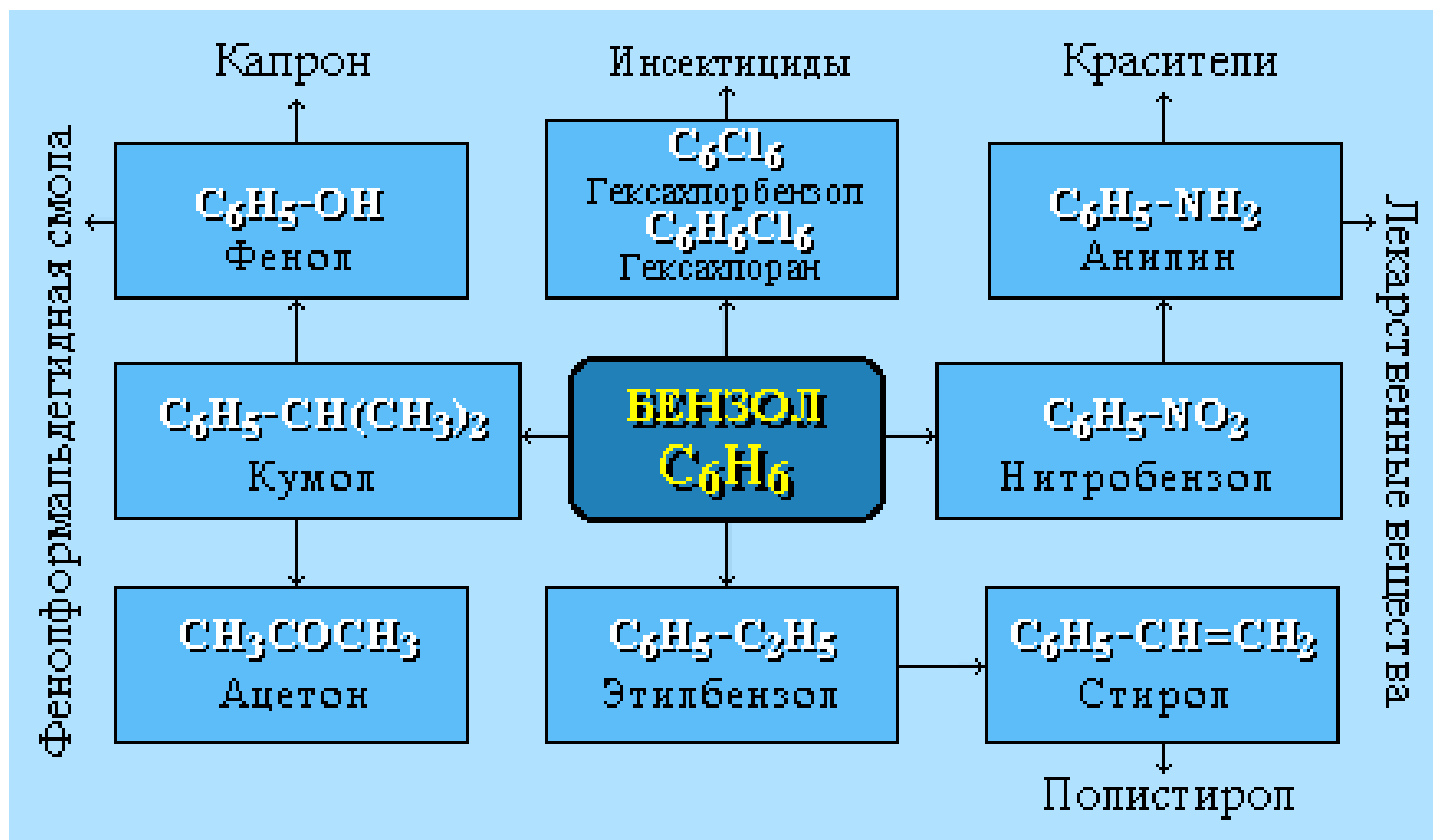 Капрон
Инсектициды
Красители
Фенолформальдегидная смола
C₆H₅-OH
Фенол
C₆Cl₆
Гексахлорбензол
C₆H₆Cl₆
Гексахлоран
C₆H₅-NH₂
Анилин
Лекарственные вещества
C₆H₅-CH(CH₃)₂
Кумол
БЕНЗОЛ
C₆H₆
C₆H₅-NO₂
Нитробензол
CH₃COCH₃
Ацетон
C₆H₅-C₂H₅
Этилбензол
C₆H₅-CH=CH₂
Стирол
Полистирол